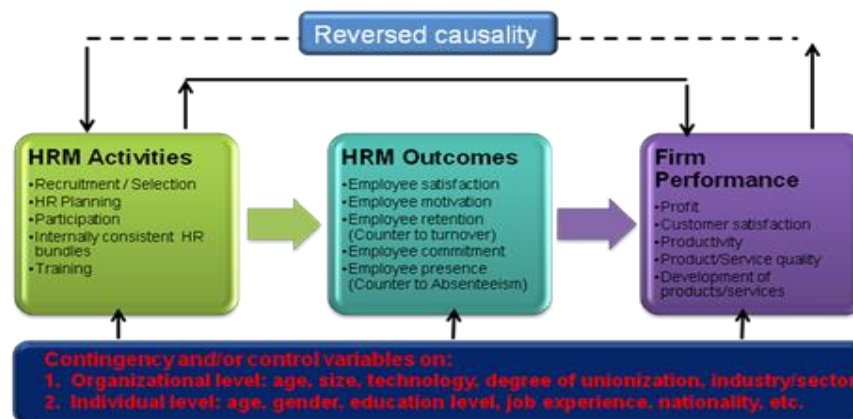 Reversed causality
HRM Activities
•Recruitment / Selection
•HR Planning
•Participation
•Internally consistent HR
bundles
•Training
HRM Outcomes
•Employee satisfaction
•Employee motivation
•Employee retention
(Counter to turnover)
•Employee commitment
•Employee presence
(Counter to Absenteeism)
Firm
Performance
•Profit
•Customer satisfaction
•Productivity
•Product/Service quality
•Development of
products/services
Contingency and/or control variables on:
1. Organizational level: age, size, technology, degree of unionization, industry/sector
2. Individual level: age, gender, education level, job experience, nationality, etc.